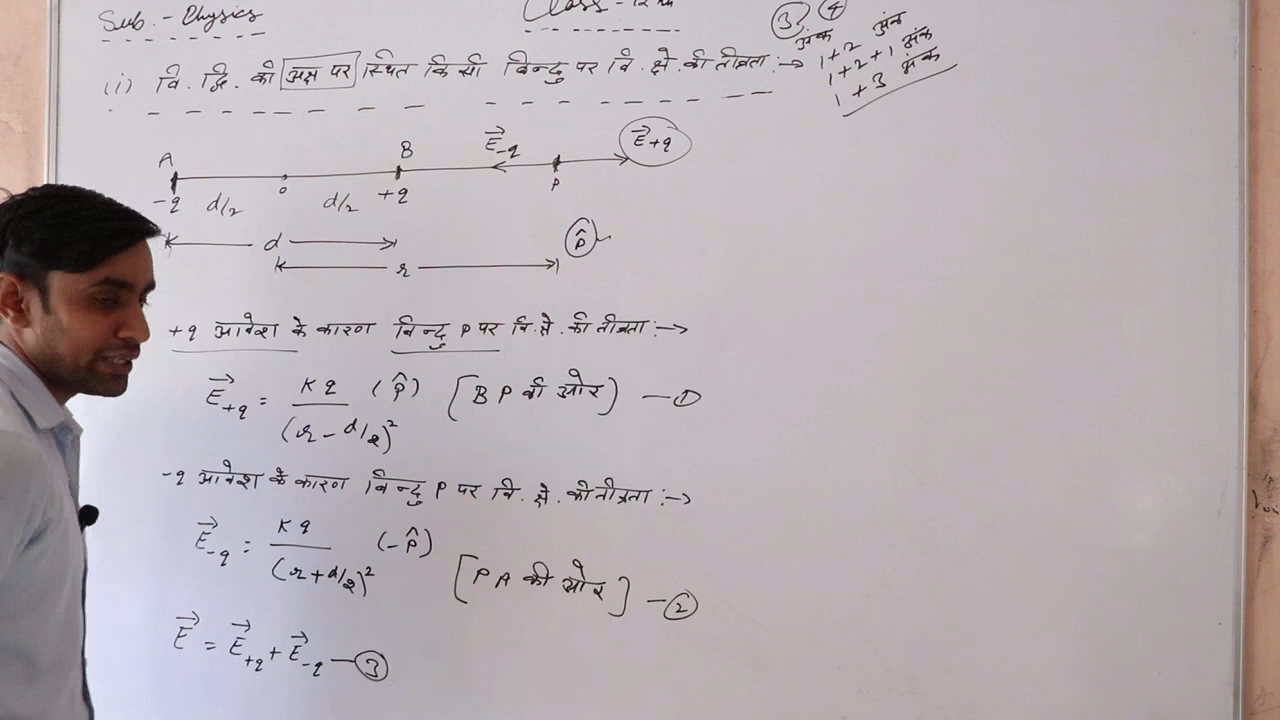 Sub. - Physics
Class - 12th
③ ④
अंक
1+2 अंक
1+2+1 अंक
1+3 अंक
(i) वि. द्वि. की अक्ष पर स्थित किसी बिन्दु पर वि. क्षे. की तीव्रता :→
A B E⃗-q P E⃗+q
-q d/2 o d/2 +q
d p̂
r
+q आवेश के कारण बिन्दु P पर वि. क्षे. की तीव्रता :→
E⃗+q = Kq / (r - d/2)² (p̂) [BP की ओर] —①
-q आवेश के कारण बिन्दु P पर वि. क्षे. की तीव्रता :→
E⃗-q = Kq / (r + d/2)² (-p̂) [PA की ओर] —②
E⃗ = E⃗+q + E⃗-q —③